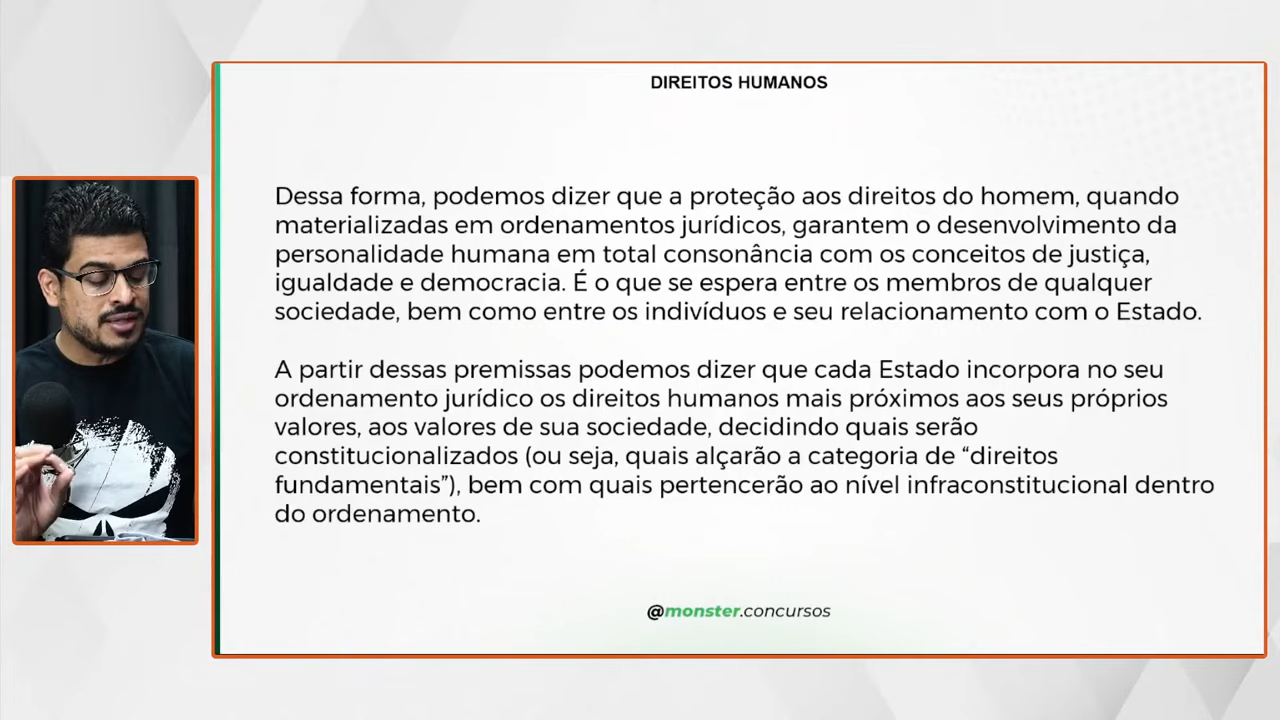 DIREITOS HUMANOS
Dessa forma, podemos dizer que a proteção aos direitos do homem, quando
materializadas em ordenamentos jurídicos, garantem o desenvolvimento da
personalidade humana em total consonância com os conceitos de justiça,
igualdade e democracia. É o que se espera entre os membros de qualquer
sociedade, bem como entre os indivíduos e seu relacionamento com o Estado.
A partir dessas premissas podemos dizer que cada Estado incorpora no seu
ordenamento jurídico os direitos humanos mais próximos aos seus próprios
valores, aos valores de sua sociedade, decidindo quais serão
constitucionalizados (ou seja, quais alçarão a categoria de “direitos
fundamentais”), bem com quais pertencerão ao nível infraconstitucional dentro
do ordenamento.
@monster.concursos